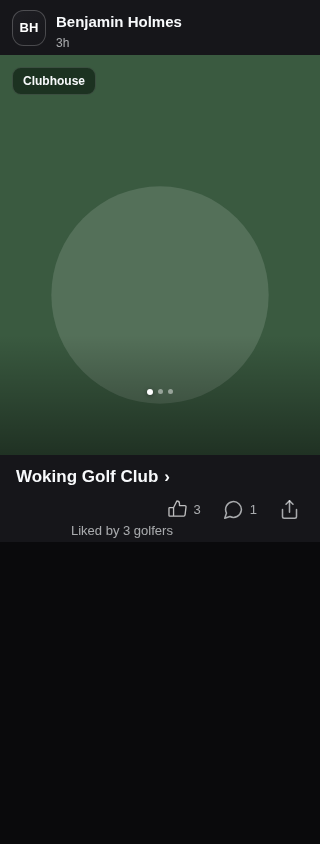 BH
Benjamin Holmes
3h
Clubhouse
Woking Golf Club ›
3
1
Liked by 3 golfers